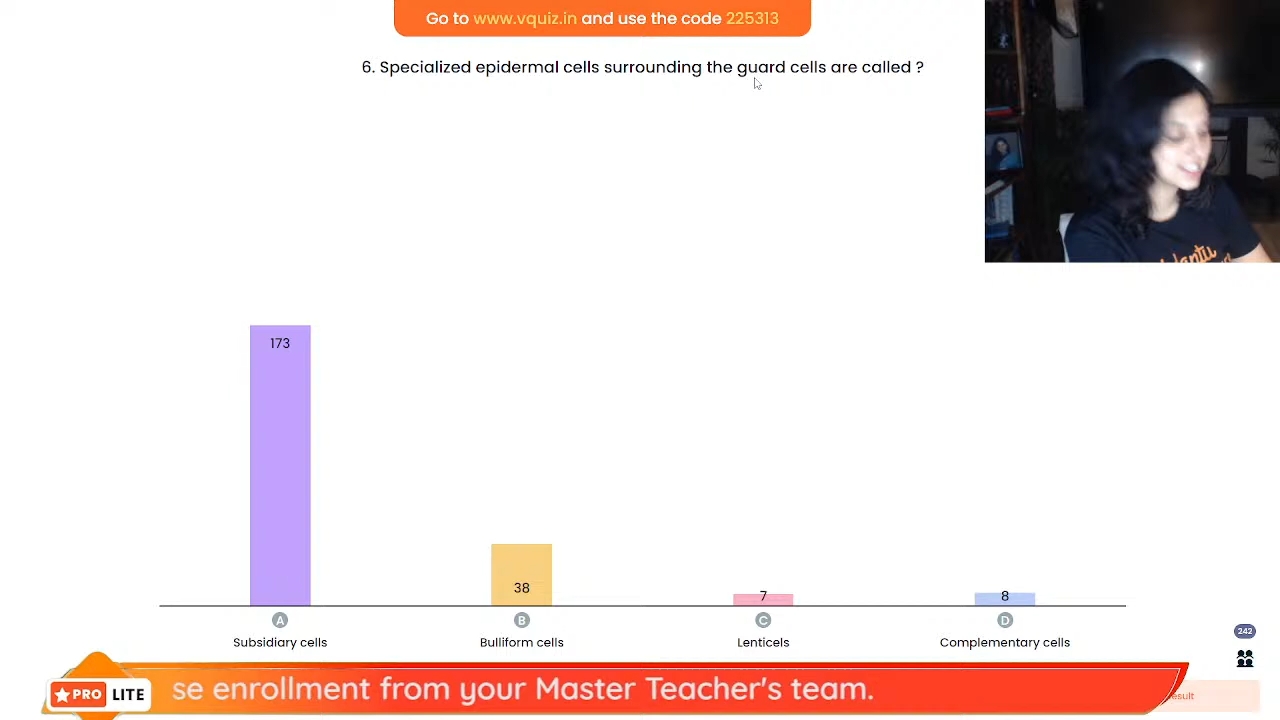 Go to www.vquiz.in and use the code 225313
6. Specialized epidermal cells surrounding the guard cells are called ?
173
38
7
8
A
B
C
D
Subsidiary cells
Bulliform cells
Lenticels
Complementary cells
242
PRO LITE
se enrollment from your Master Teacher's team.